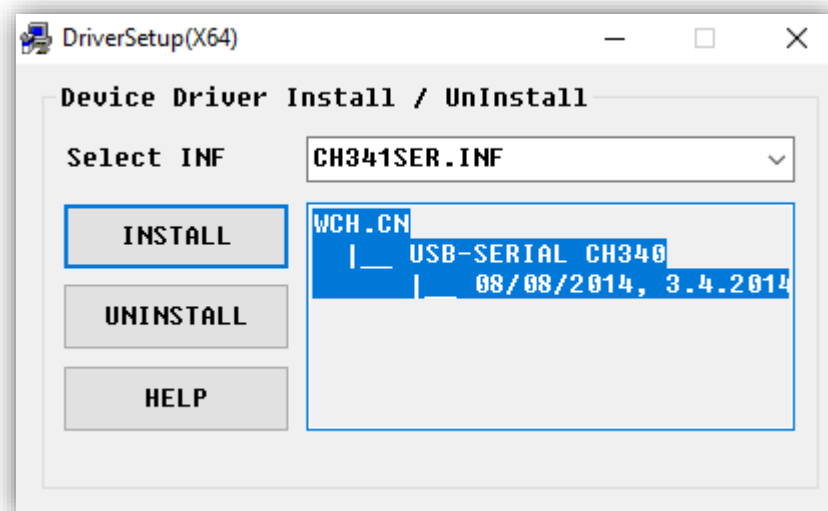 DriverSetup(X64)
Device Driver Install / UnInstall
Select INF
CH341SER.INF
INSTALL
UNINSTALL
HELP
WCH.CN
|__ USB-SERIAL CH340
|__ 08/08/2014, 3.4.2014